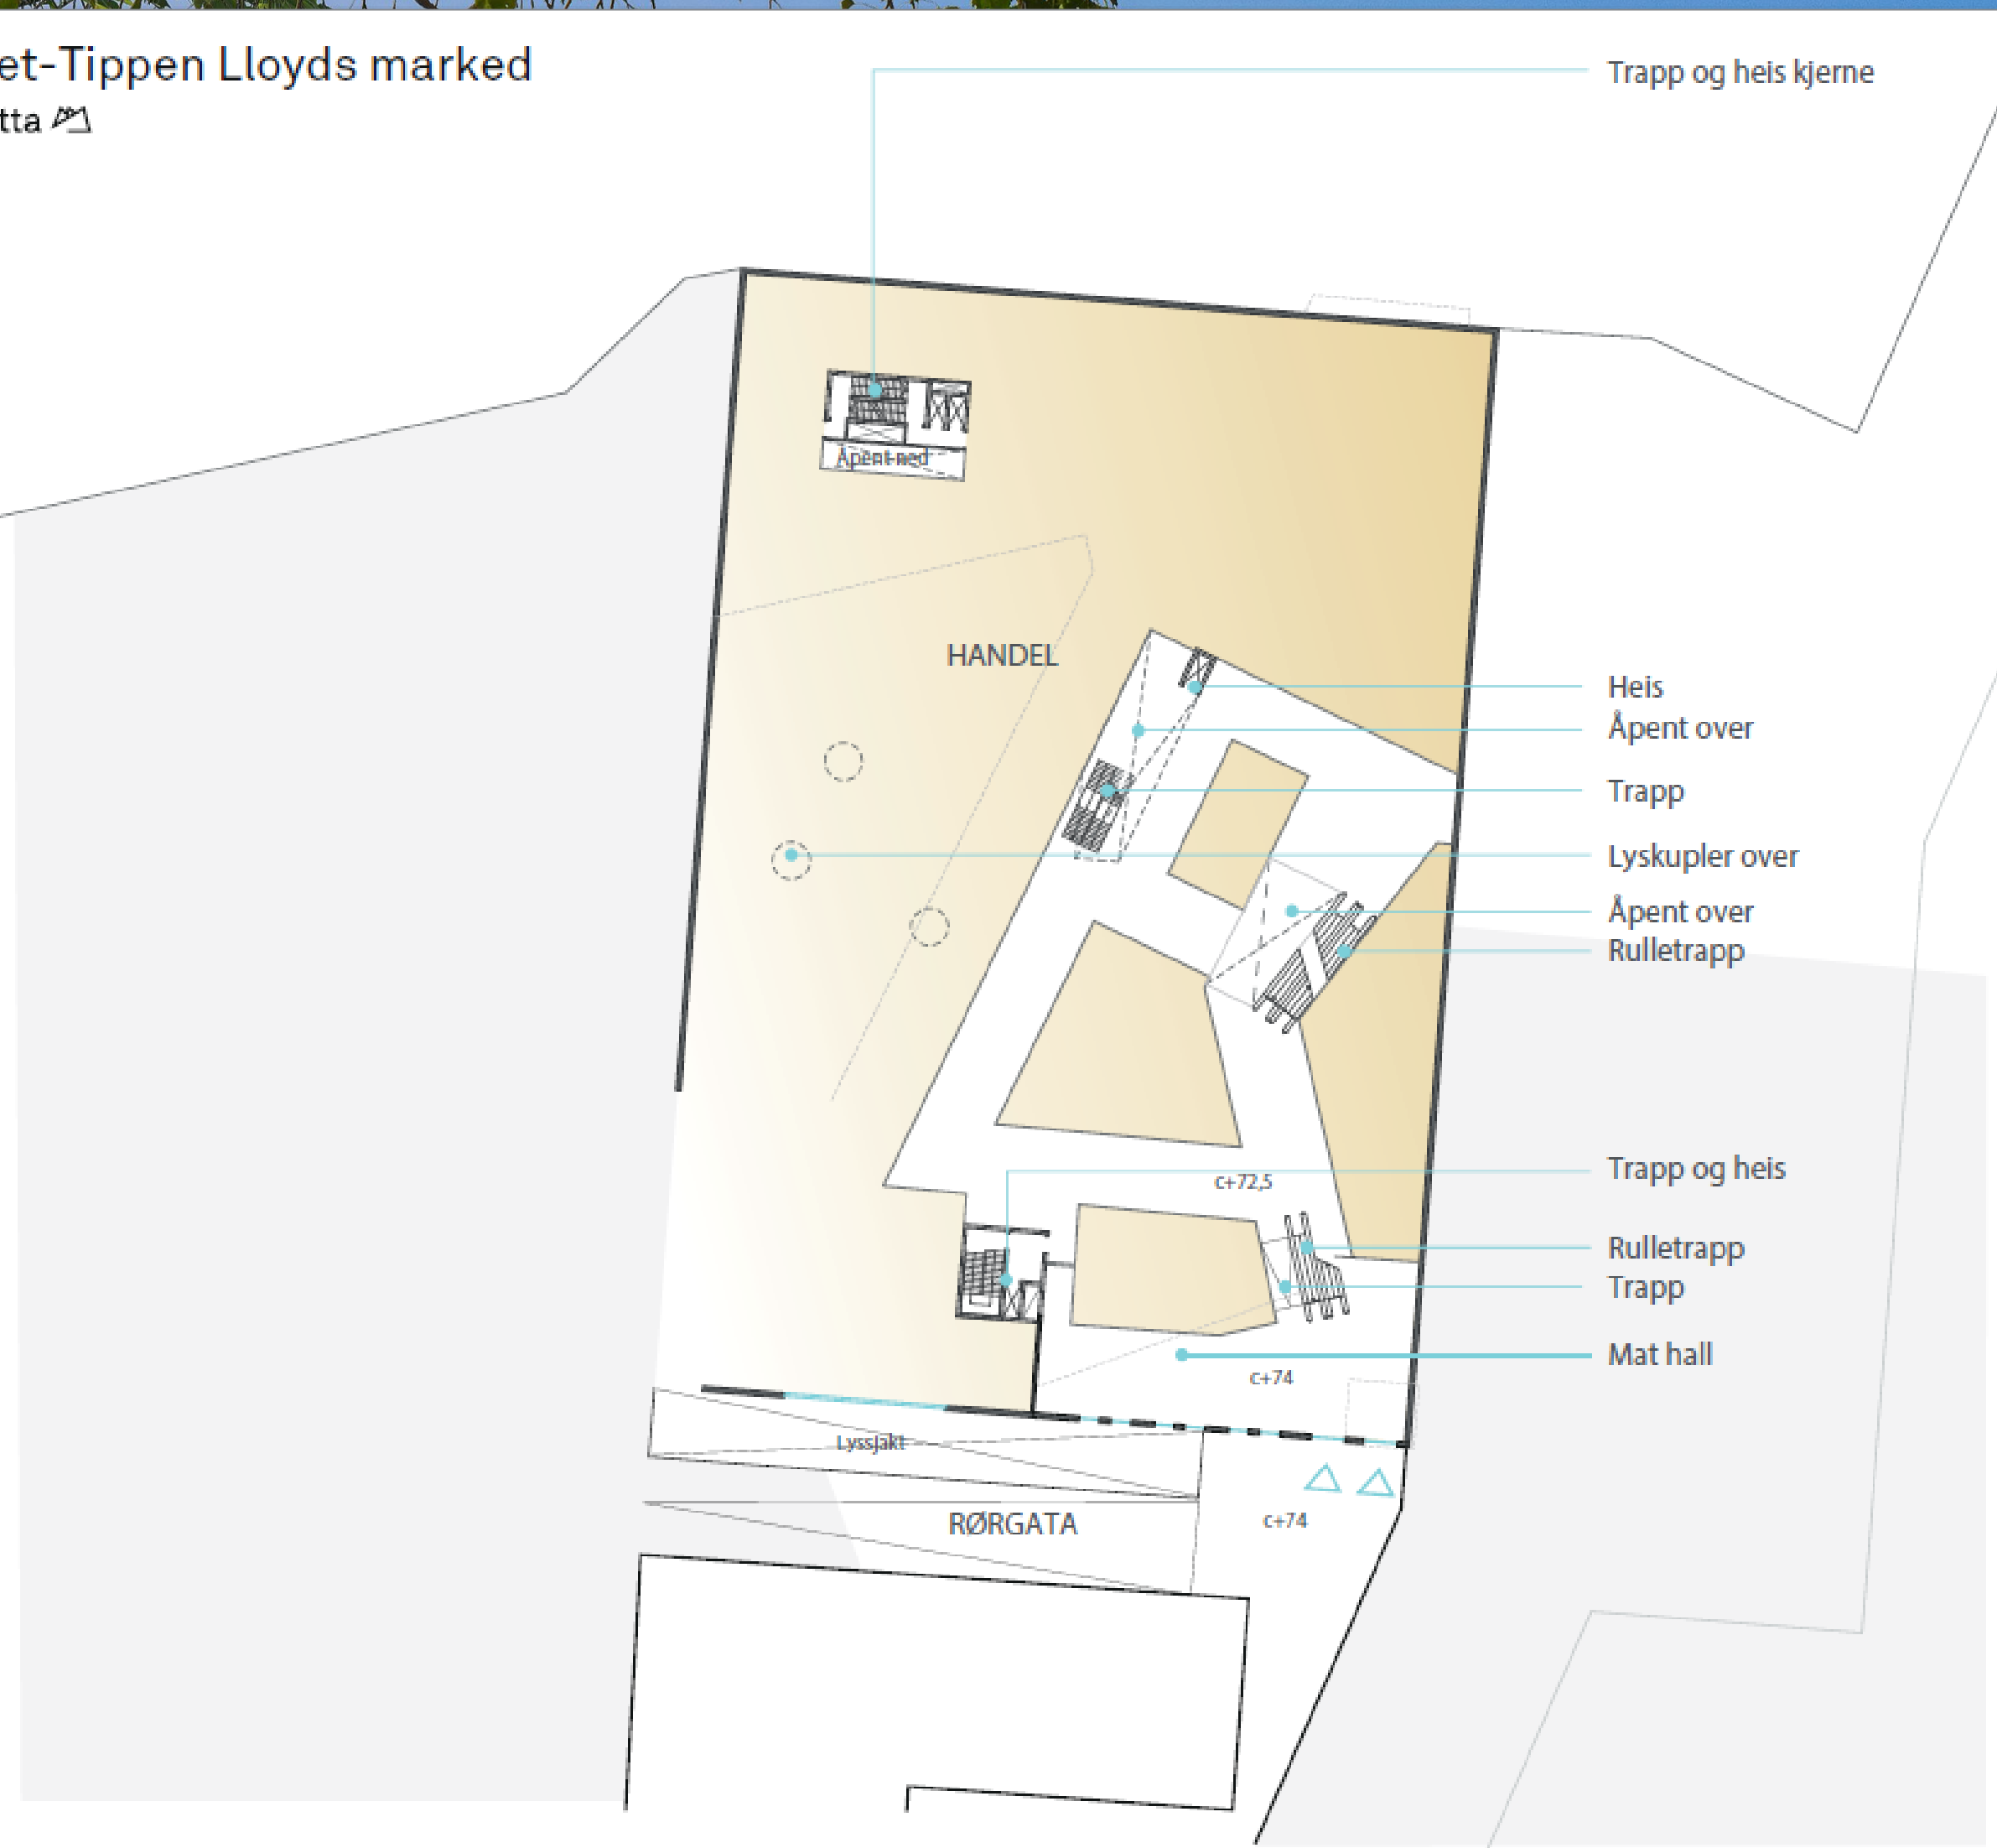 et-Tippen Lloyds marked
tta
Trapp og heis kjerne
Åpent ned
HANDEL
Heis
Åpent over
Trapp
Lyskupler over
Åpent over
Rulletrapp
Trapp og heis
c+72,5
Rulletrapp
Trapp
Mat hall
c+74
Lyssjakt
c+74
RØRGATA